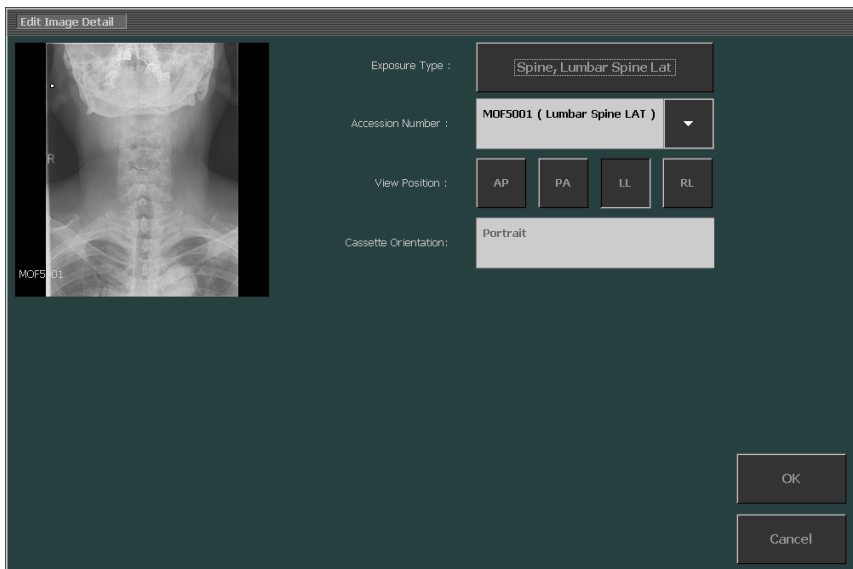 Edit Image Detail
Exposure Type :
Spine, Lumbar Spine Lat
Accession Number :
MOF5001 ( Lumbar Spine LAT )
R
View Position :
AP
PA
LL
RL
Cassette Orientation:
Portrait
MOF5001
OK
Cancel